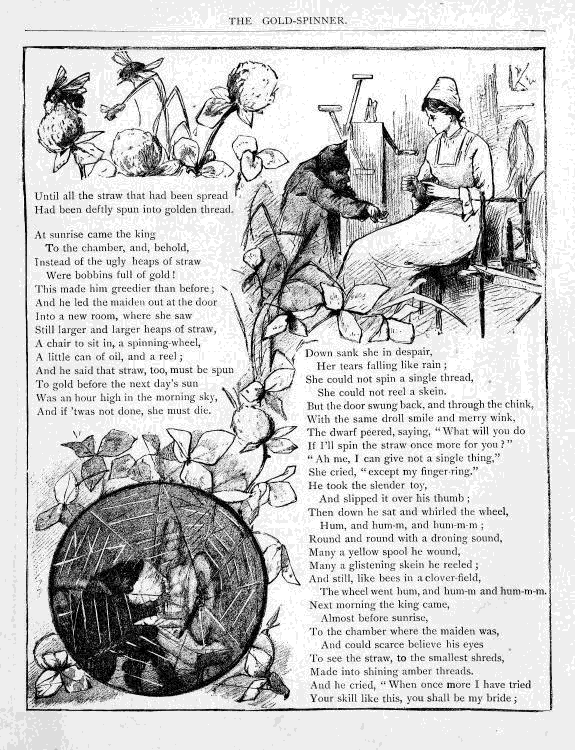 THE GOLD-SPINNER.
Until all the straw that had been spread
Had been deftly spun into golden thread.
At sunrise came the king
To the chamber, and, behold,
Instead of the ugly heaps of straw
Were bobbins full of gold!
This made him greedier than before;
And he led the maiden out at the door
Into a new room, where she saw
Still larger and larger heaps of straw,
A chair to sit in, a spinning-wheel,
A little can of oil, and a reel;
And he said that straw, too, must be spun
To gold before the next day's sun
Was an hour high in the morning sky,
And if 'twas not done, she must die.
Down sank she in despair,
Her tears falling like rain;
She could not spin a single thread,
She could not reel a skein.
But the door swung back, and through the chink,
With the same droll smile and merry wink,
The dwarf peered, saying, "What will you do
If I'll spin the straw once more for you?"
"Ah me, I can give not a single thing,"
She cried, "except my finger-ring."
He took the slender toy,
And slipped it over his thumb;
Then down he sat and whirled the wheel,
Hum, and hum-m, and hum-m-m;
Round and round with a droning sound,
Many a yellow spool he wound,
Many a glistening skein he reeled;
And still, like bees in a clover-field,
The wheel went hum, and hum-m and hum-m-m.
Next morning the king came,
Almost before sunrise,
To the chamber where the maiden was,
And could scarce believe his eyes
To see the straw, to the smallest shreds,
Made into shining amber threads.
And he cried, "When once more I have tried
Your skill like this, you shall be my bride;